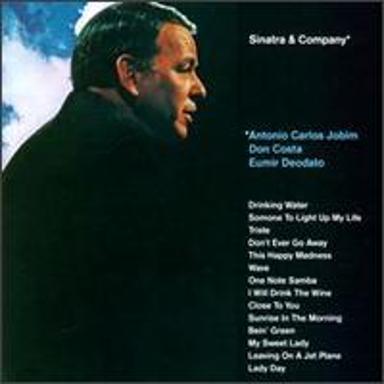 Sinatra & Company*
*Antonio Carlos Jobim
Don Costa
Eumir Deodato
Drinking Water
Somone To Light Up My Life
Triste
Don't Ever Go Away
This Happy Madness
Wave
One Note Samba
I Will Drink The Wine
Close To You
Sunrise In The Morning
Bein' Green
My Sweet Lady
Leaving On A Jet Plane
Lady Day